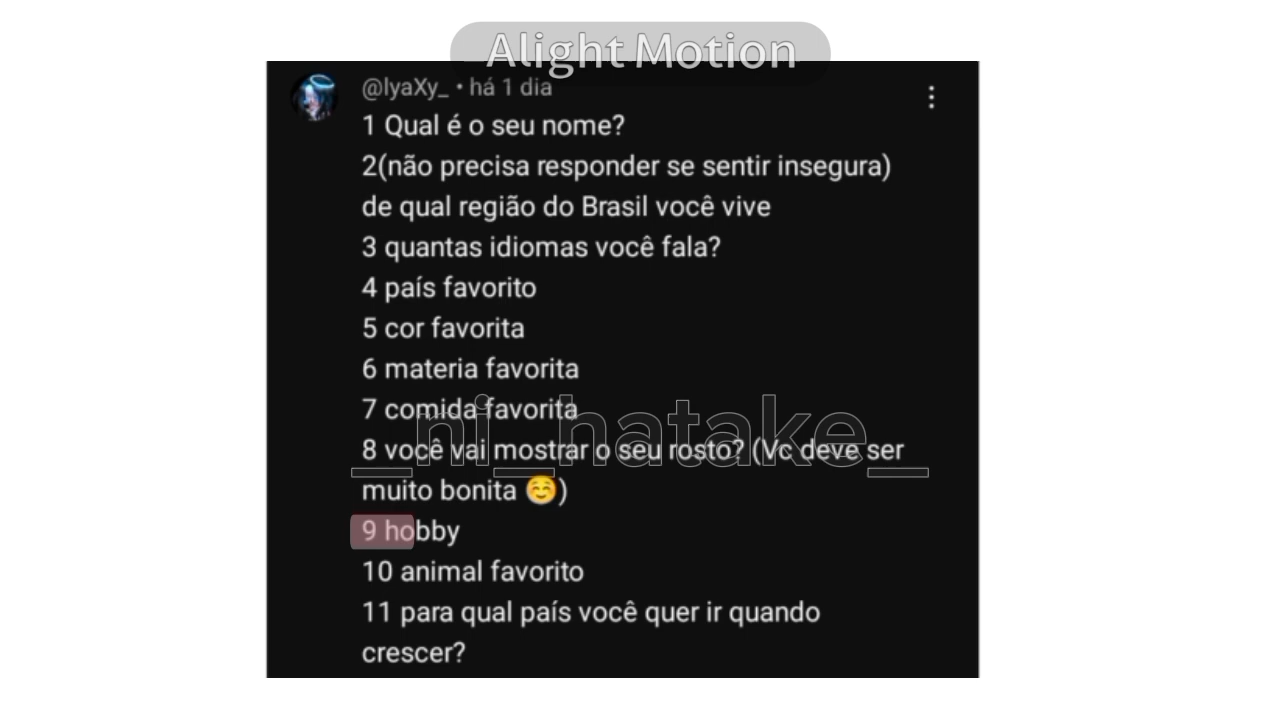 Alight Motion
@lyaXy_ • há 1 dia
1 Qual é o seu nome?
2(não precisa responder se sentir insegura)
de qual região do Brasil você vive
3 quantas idiomas você fala?
4 país favorito
5 cor favorita
6 materia favorita
7 comida favorita
_ni_hatake_
8 você vai mostrar o seu rosto? (Vc deve ser
muito bonita ☺️)
9 hobby
10 animal favorito
11 para qual país você quer ir quando
crescer?